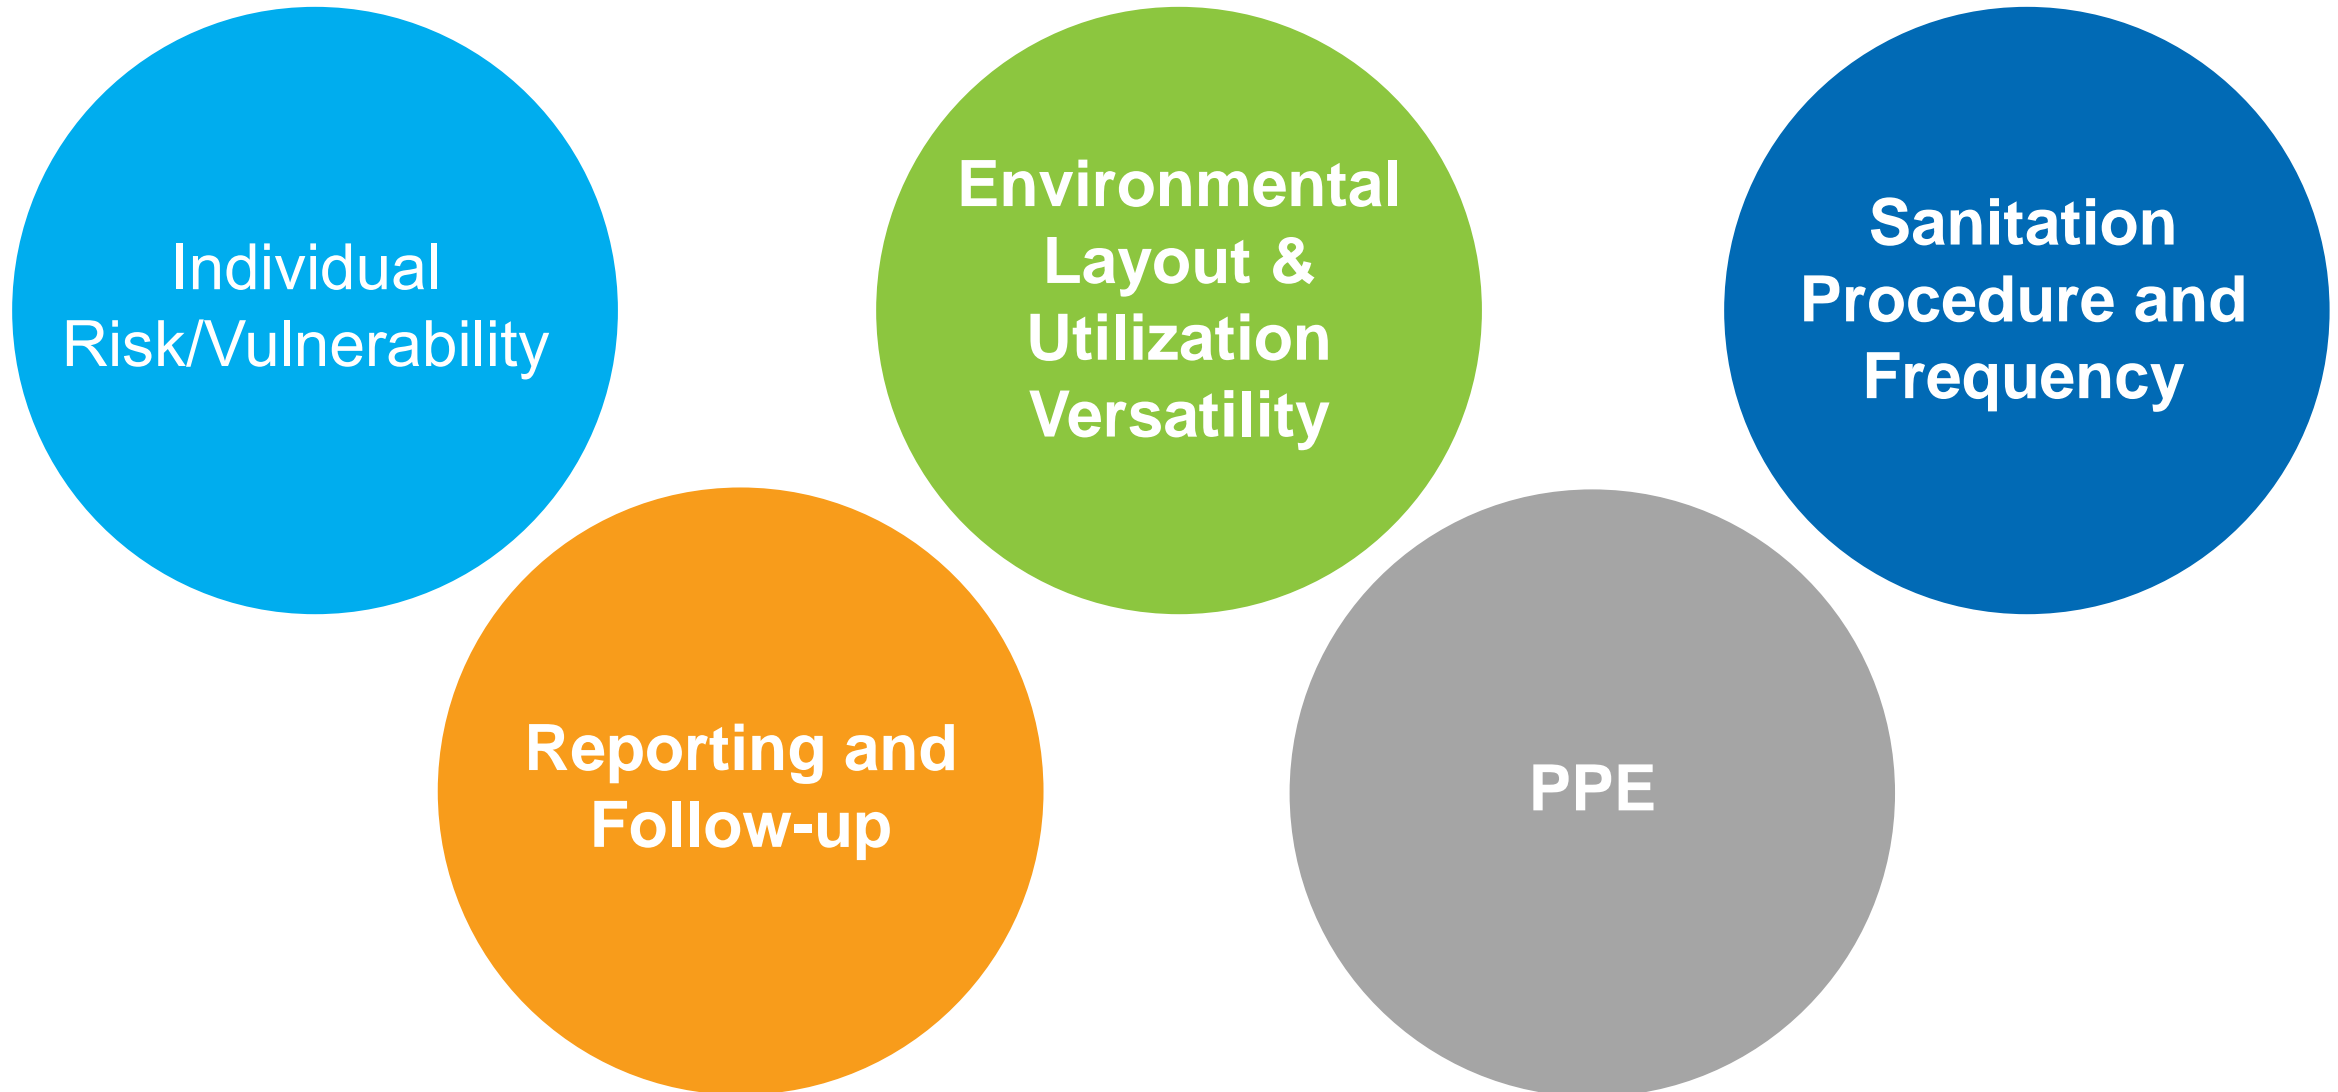 Individual
Risk/Vulnerability
Environmental
Layout &
Utilization
Versatility
Sanitation
Procedure and
Frequency
Reporting and
Follow-up
PPE